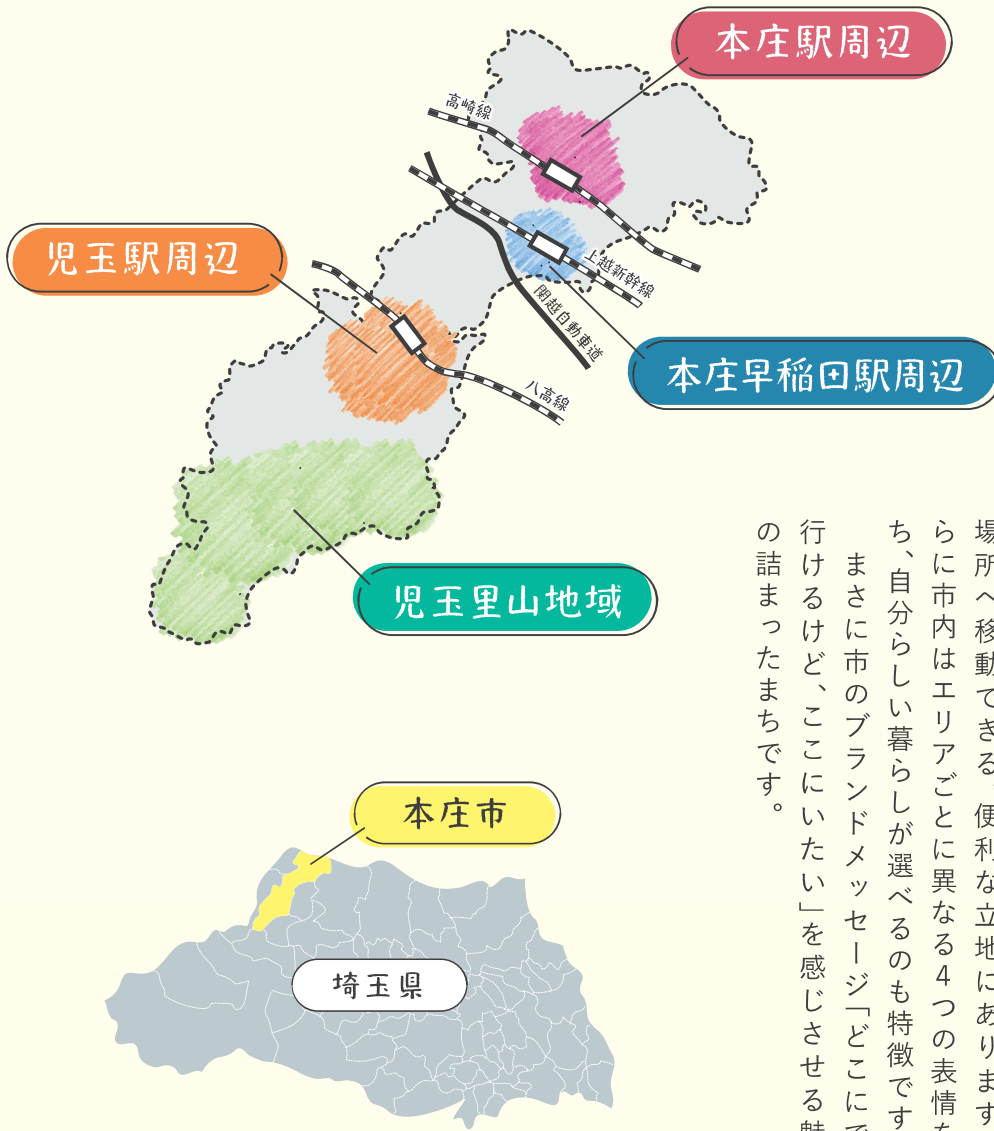 本庄駅周辺
高崎線
児玉駅周辺
上越新幹線
関越自動車道
本庄早稲田駅周辺
八高線
児玉里山地域
場所へ移動できる、便利な立地にあります
らに市内はエリアごとに異なる4つの表情を
ち、自分らしい暮らしが選べるのも特徴です
まさに市のブランドメッセージ「どこにで
行けるけど、ここにいたい」を感じさせる魅
の詰まったまちです。
本庄市
埼玉県